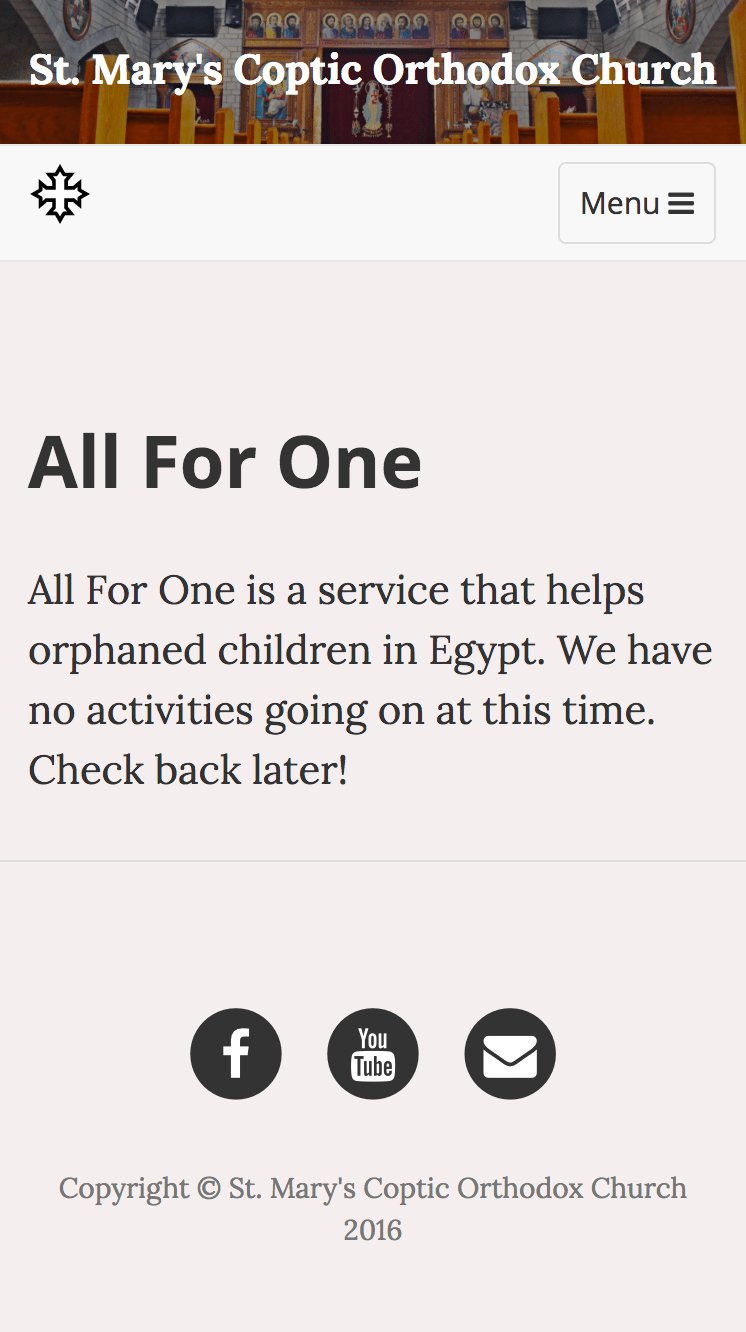 St. Mary's Coptic Orthodox Church
Menu
All For One
All For One is a service that helps
orphaned children in Egypt. We have
no activities going on at this time.
Check back later!
You
Tube
Copyright © St. Mary's Coptic Orthodox Church
2016